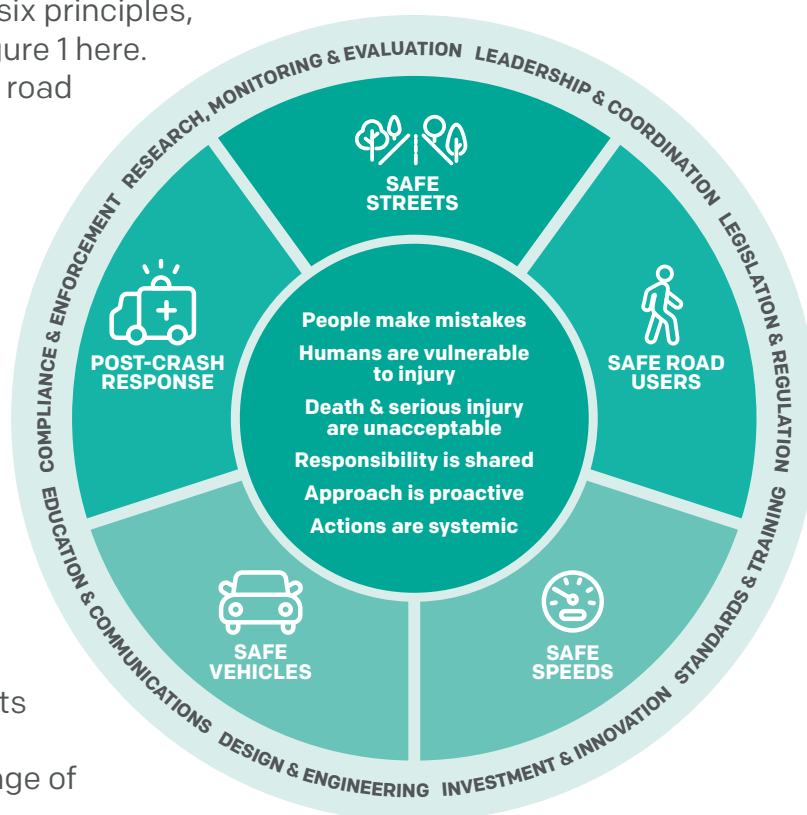 six principles,
gure 1 here.
road
RESEARCH, MONITORING & EVALUATION
LEADERSHIP & COORDINATION
LEGISLATION & REGULATION
STANDARDS & TRAINING
INVESTMENT & INNOVATION
DESIGN & ENGINEERING
EDUCATION & COMMUNICATIONS
COMPLIANCE & ENFORCEMENT
SAFE
STREETS
SAFE ROAD
USERS
SAFE
SPEEDS
SAFE
VEHICLES
POST-CRASH
RESPONSE
People make mistakes
Humans are vulnerable
to injury
Death & serious injury
are unacceptable
Responsibility is shared
Approach is proactive
Actions are systemic
ts
nge of